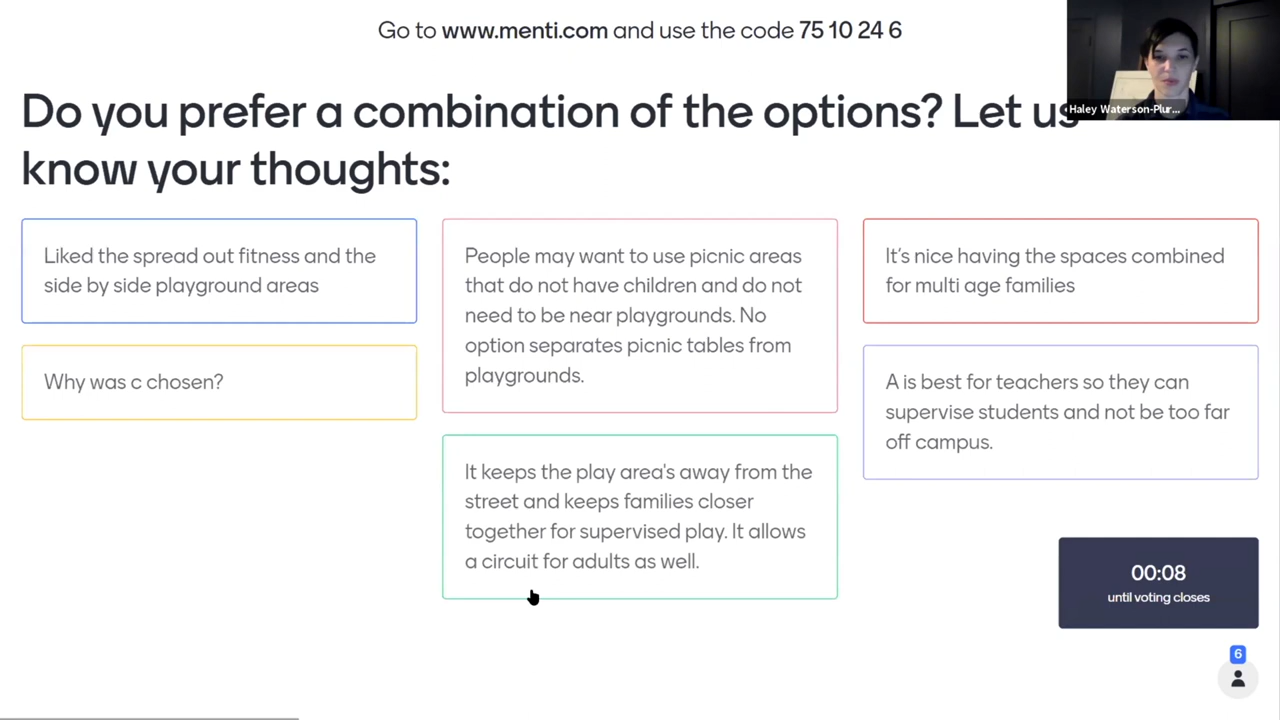 Go to www.menti.com and use the code 75 10 24 6
Haley Waterson-Plur...
Do you prefer a combination of the options? Let us
know your thoughts:
Liked the spread out fitness and the
side by side playground areas
Why was c chosen?
People may want to use picnic areas
that do not have children and do not
need to be near playgrounds. No
option separates picnic tables from
playgrounds.
It keeps the play area's away from the
street and keeps families closer
together for supervised play. It allows
a circuit for adults as well.
It's nice having the spaces combined
for multi age families
A is best for teachers so they can
supervise students and not be too far
off campus.
00:08
until voting closes
6